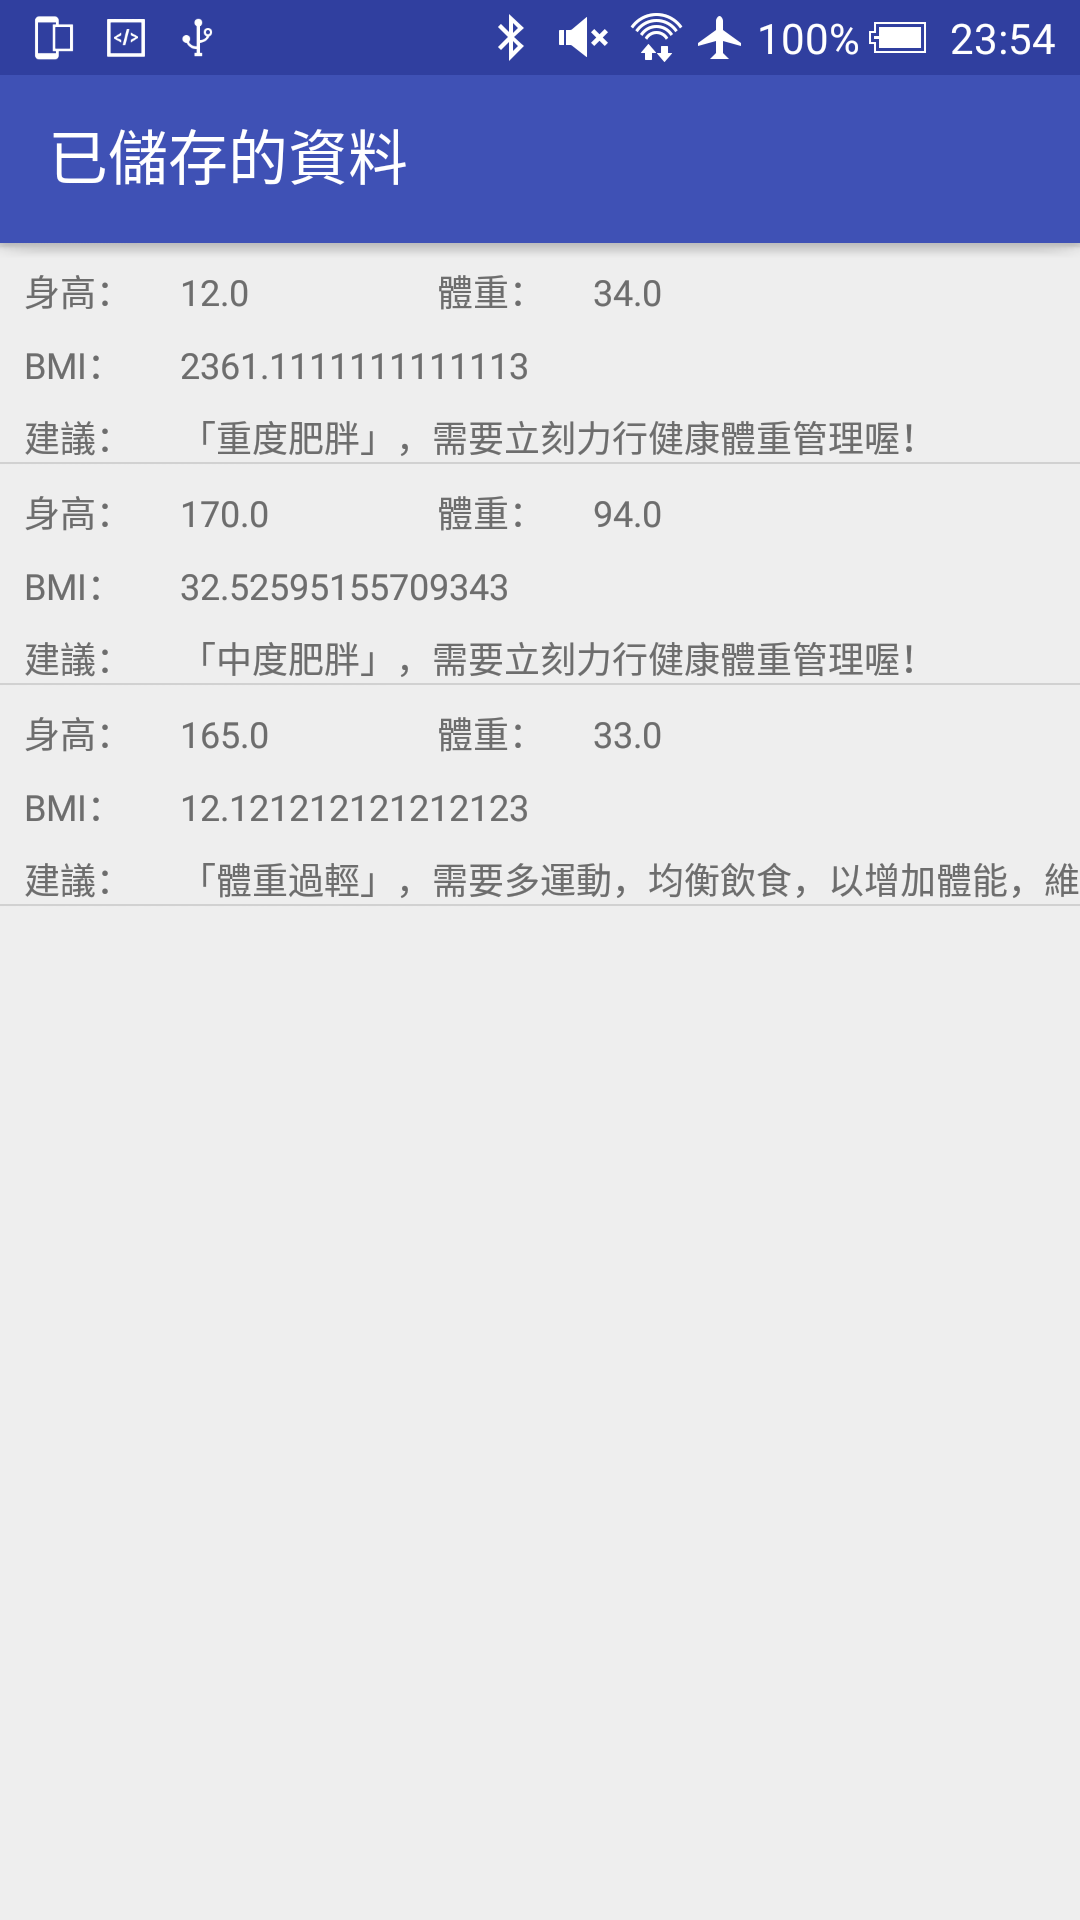 100% 23:54
已儲存的資料
身高： 12.0 體重： 34.0
BMI： 2361.1111111111113
建議： 「重度肥胖」，需要立刻力行健康體重管理喔！
身高： 170.0 體重： 94.0
BMI： 32.52595155709343
建議： 「中度肥胖」，需要立刻力行健康體重管理喔！
身高： 165.0 體重： 33.0
BMI： 12.121212121212123
建議： 「體重過輕」，需要多運動，均衡飲食，以增加體能，維